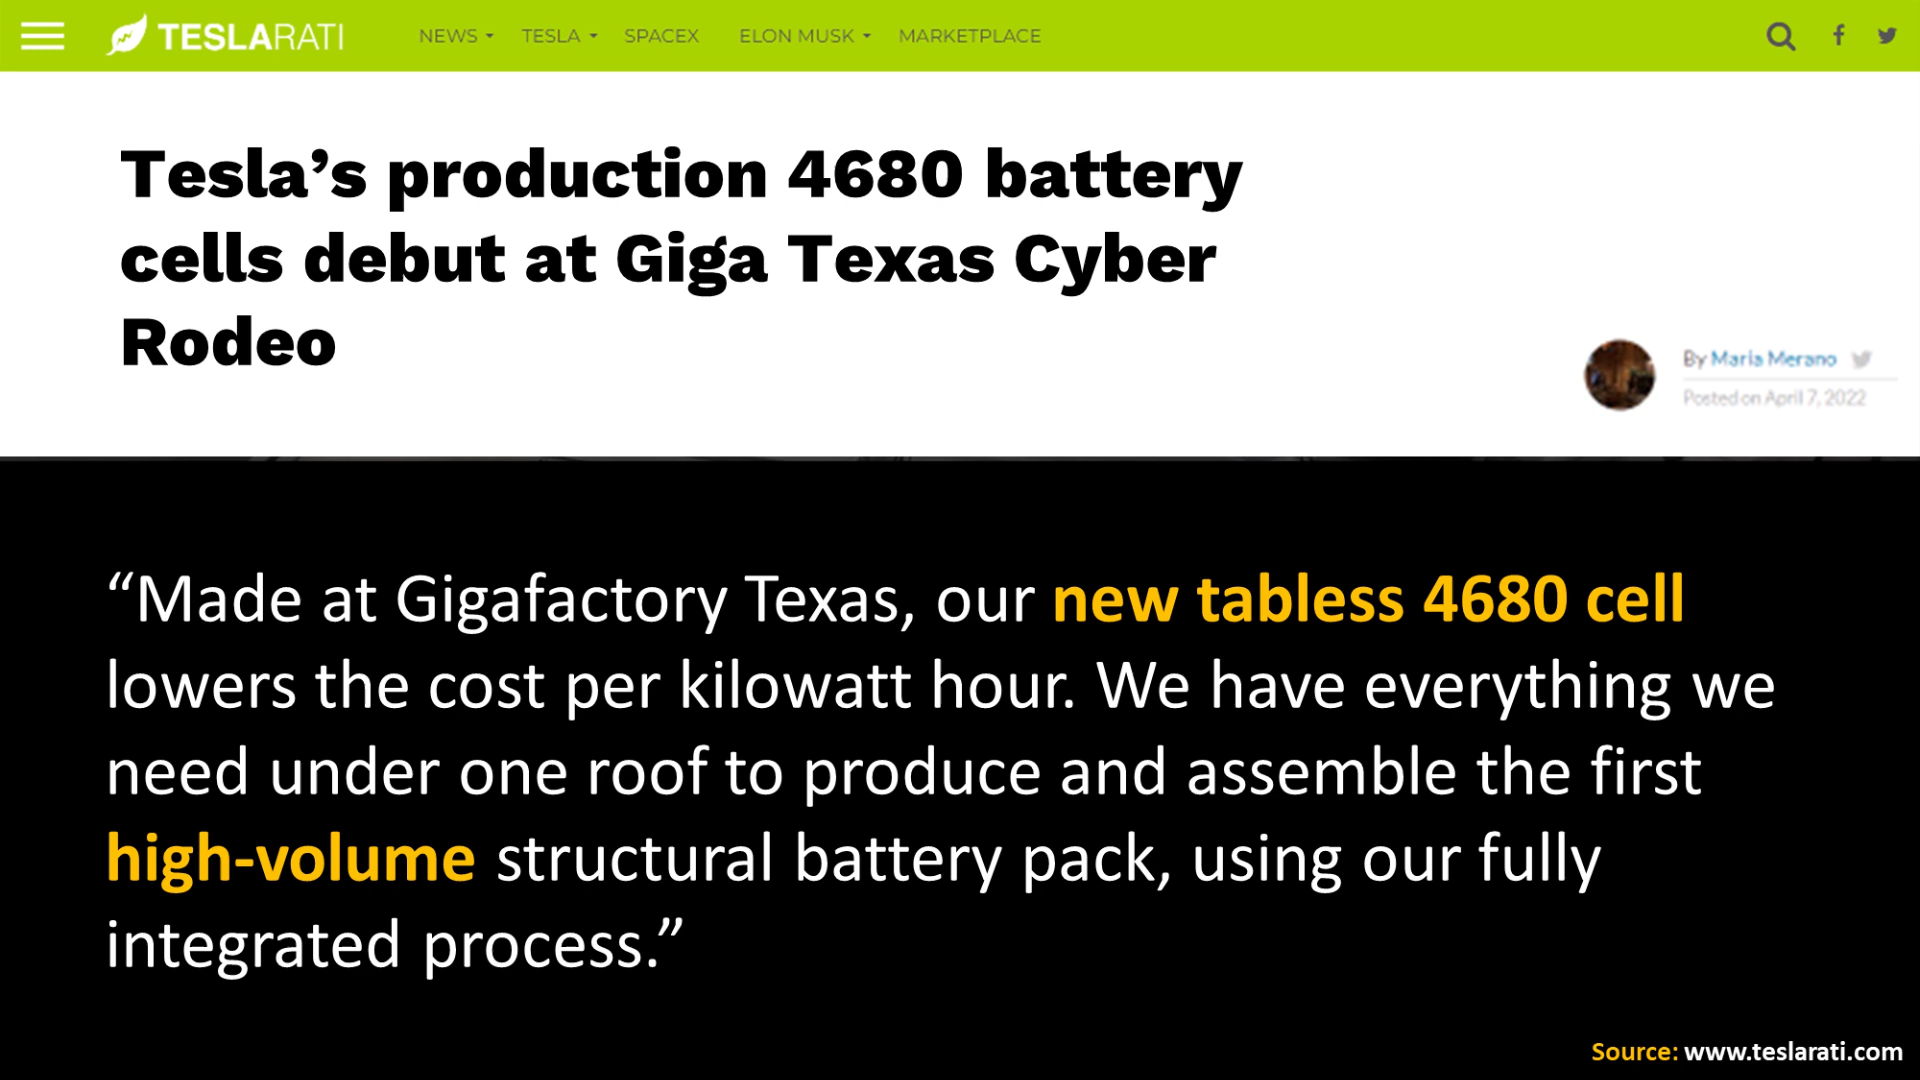 TESLARATI NEWS TESLA SPACEX ELON MUSK MARKETPLACE
Tesla’s production 4680 battery
cells debut at Giga Texas Cyber
Rodeo
By Maria Merano
Posted on April 7, 2022
“Made at Gigafactory Texas, our new tabless 4680 cell
lowers the cost per kilowatt hour. We have everything we
need under one roof to produce and assemble the first
high-volume structural battery pack, using our fully
integrated process.”
Source: www.teslarati.com